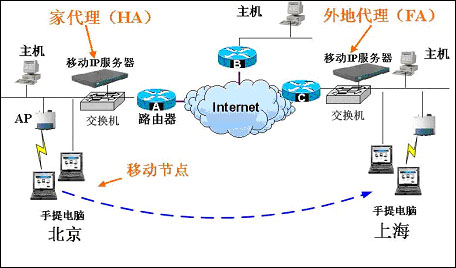 家代理（HA）
主机
外地代理（FA）
主机
移动IP服务器
B
移动IP服务器
主机
AP
交换机
A
路由器
Internet
C
交换机
移动节点
手提电脑
北京
手提电脑
上海